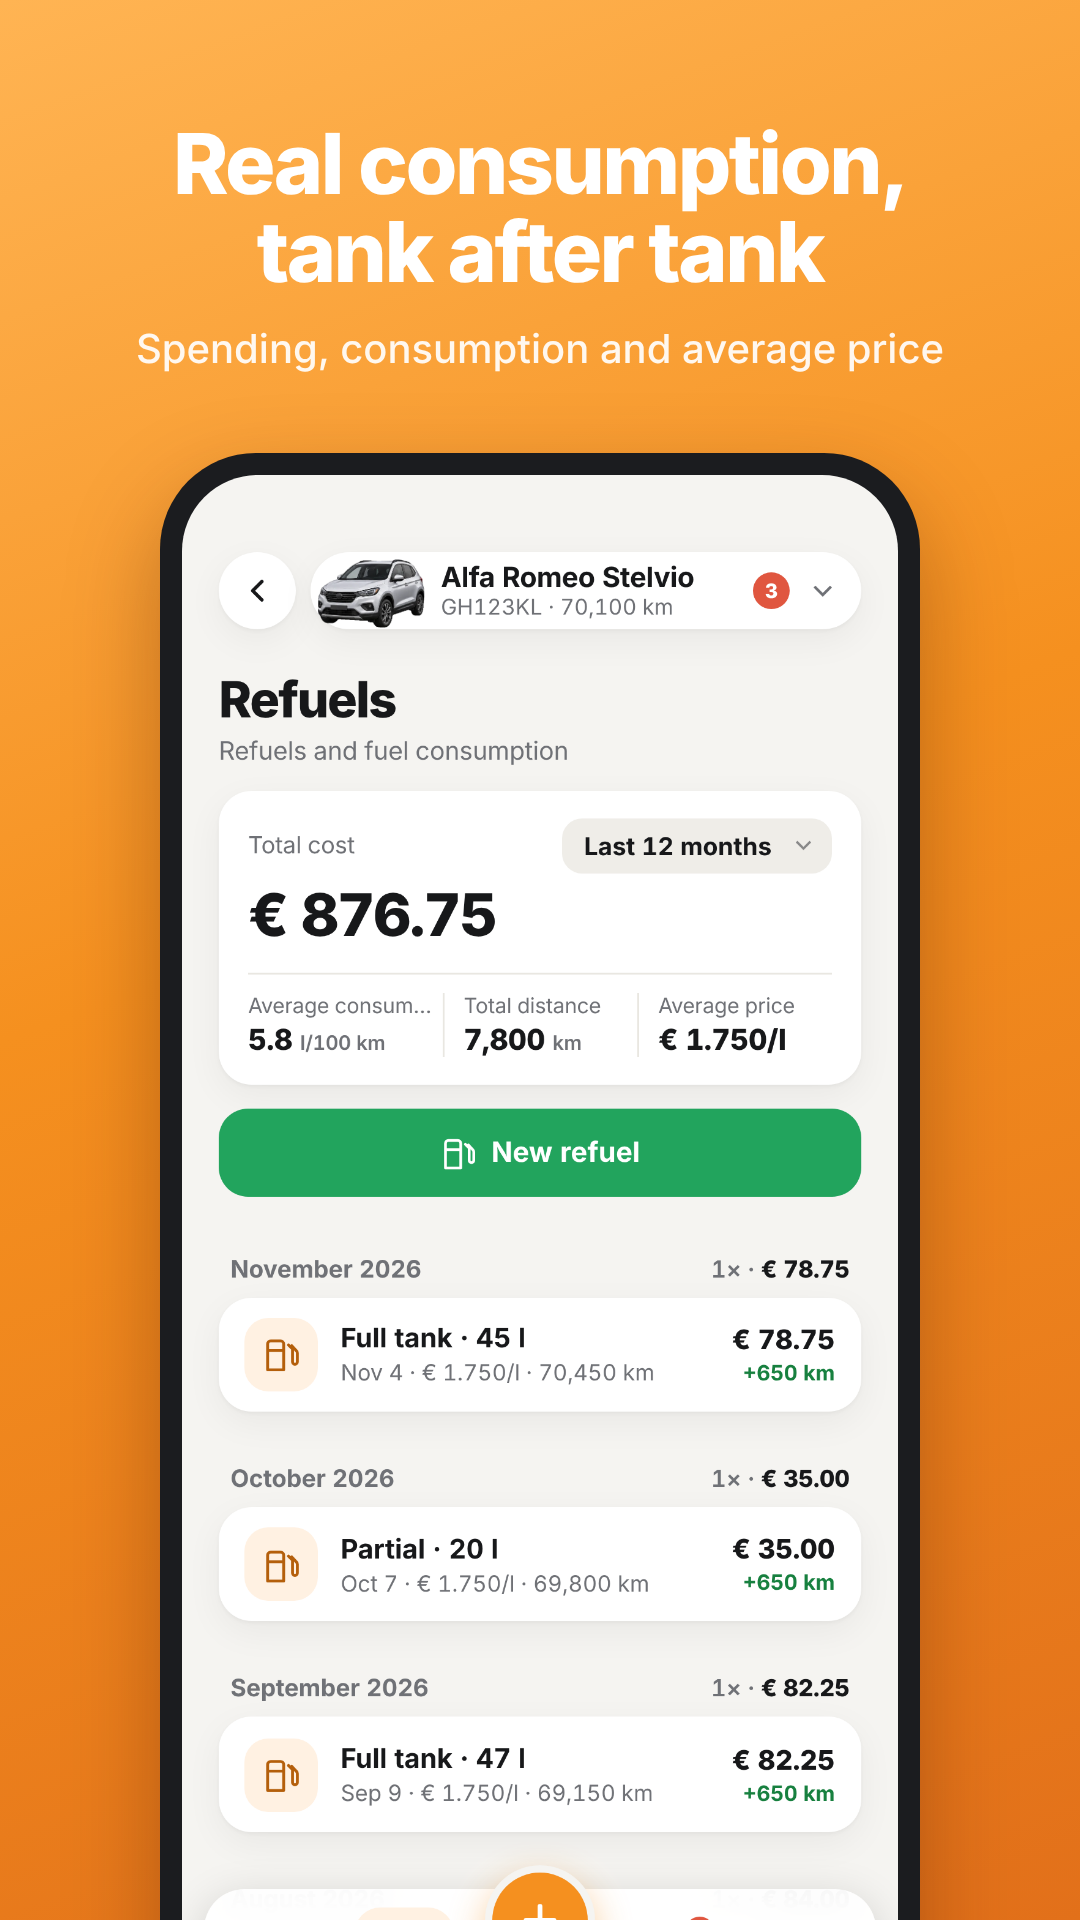 Real consumption,
tank after tank
Spending, consumption and average price
Alfa Romeo Stelvio
GH123KL · 70,100 km
3
Refuels
Refuels and fuel consumption
Total cost
Last 12 months
€ 876.75
Average consum...
Total distance
Average price
5.8 l/100 km
7,800 km
€ 1.750/l
New refuel
November 2026
1× · € 78.75
Full tank · 45 l
€ 78.75
Nov 4 · € 1.750/l · 70,450 km
+650 km
October 2026
1× · € 35.00
Partial · 20 l
€ 35.00
Oct 7 · € 1.750/l · 69,800 km
+650 km
September 2026
1× · € 82.25
Full tank · 47 l
€ 82.25
Sep 9 · € 1.750/l · 69,150 km
+650 km
August 2026
1× · € 84.00